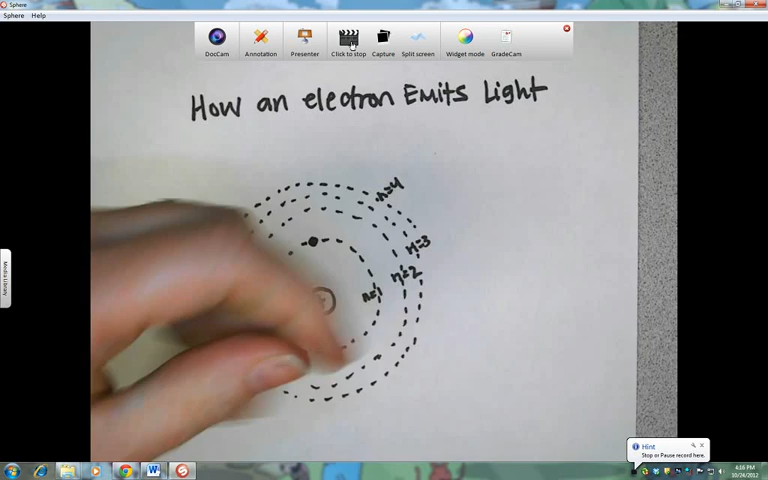 Sphere
Sphere Help
DocCam Annotation Presenter Click to stop Capture Split screen Widget mode GradeCam
How an electron Emits Light
n=4
n=3
n=2
n=1
Media Library
Hint
Stop or Pause record here.
4:16 PM
10/24/2012